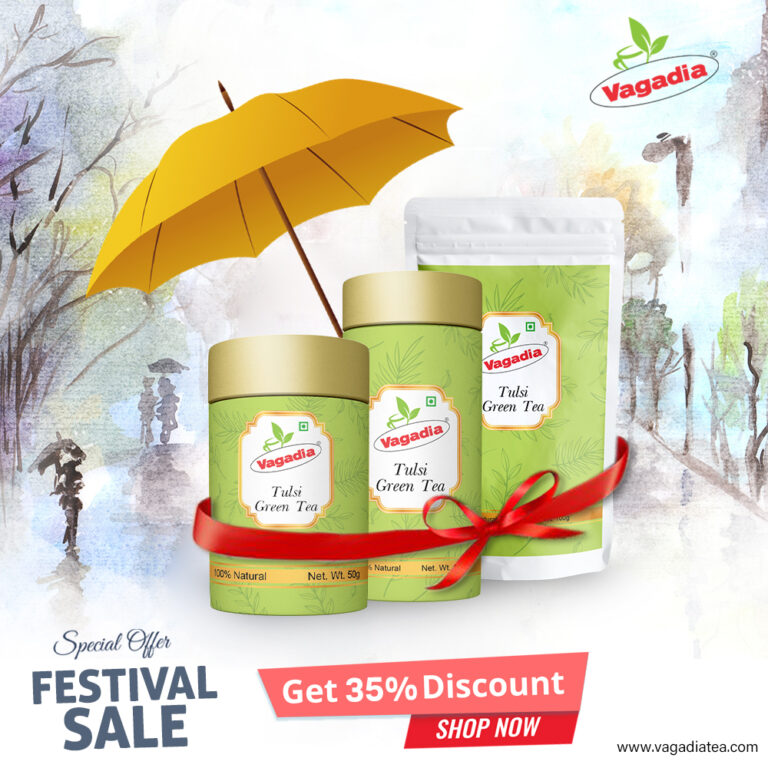 Vagadia®
Vagadia®
Tulsi
Green Tea
Vagadia®
Tulsi
Green Tea
Vagadia®
Tulsi
Green Tea
100% Natural
Net. Wt. 50g
Natural
Net. Wt.
Special Offer
FESTIVAL
SALE
Get 35% Discount
SHOP NOW
www.vagadiatea.com